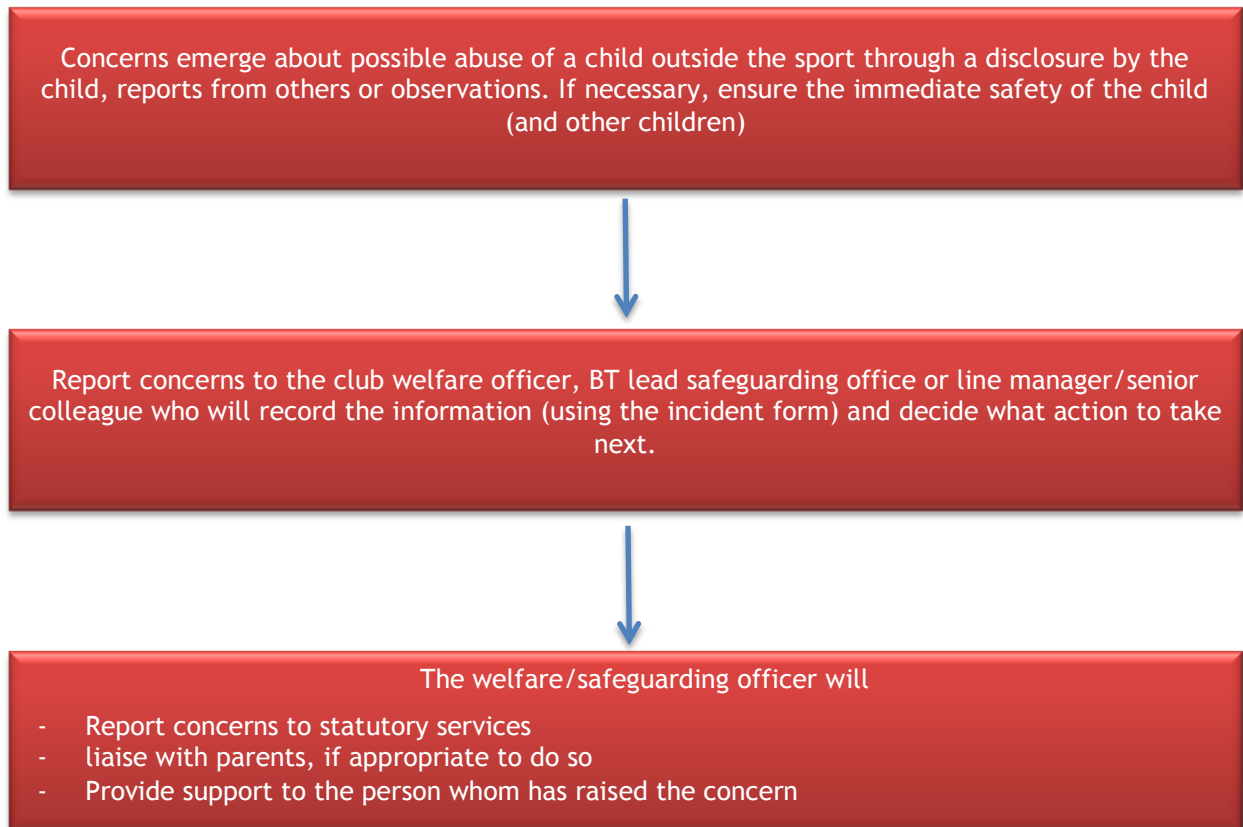 Concerns emerge about possible abuse of a child outside the sport through a disclosure by the
child, reports from others or observations. If necessary, ensure the immediate safety of the child
(and other children)
Report concerns to the club welfare officer, BT lead safeguarding office or line manager/senior
colleague who will record the information (using the incident form) and decide what action to take
next.
The welfare/safeguarding officer will
- Report concerns to statutory services
- liaise with parents, if appropriate to do so
- Provide support to the person whom has raised the concern